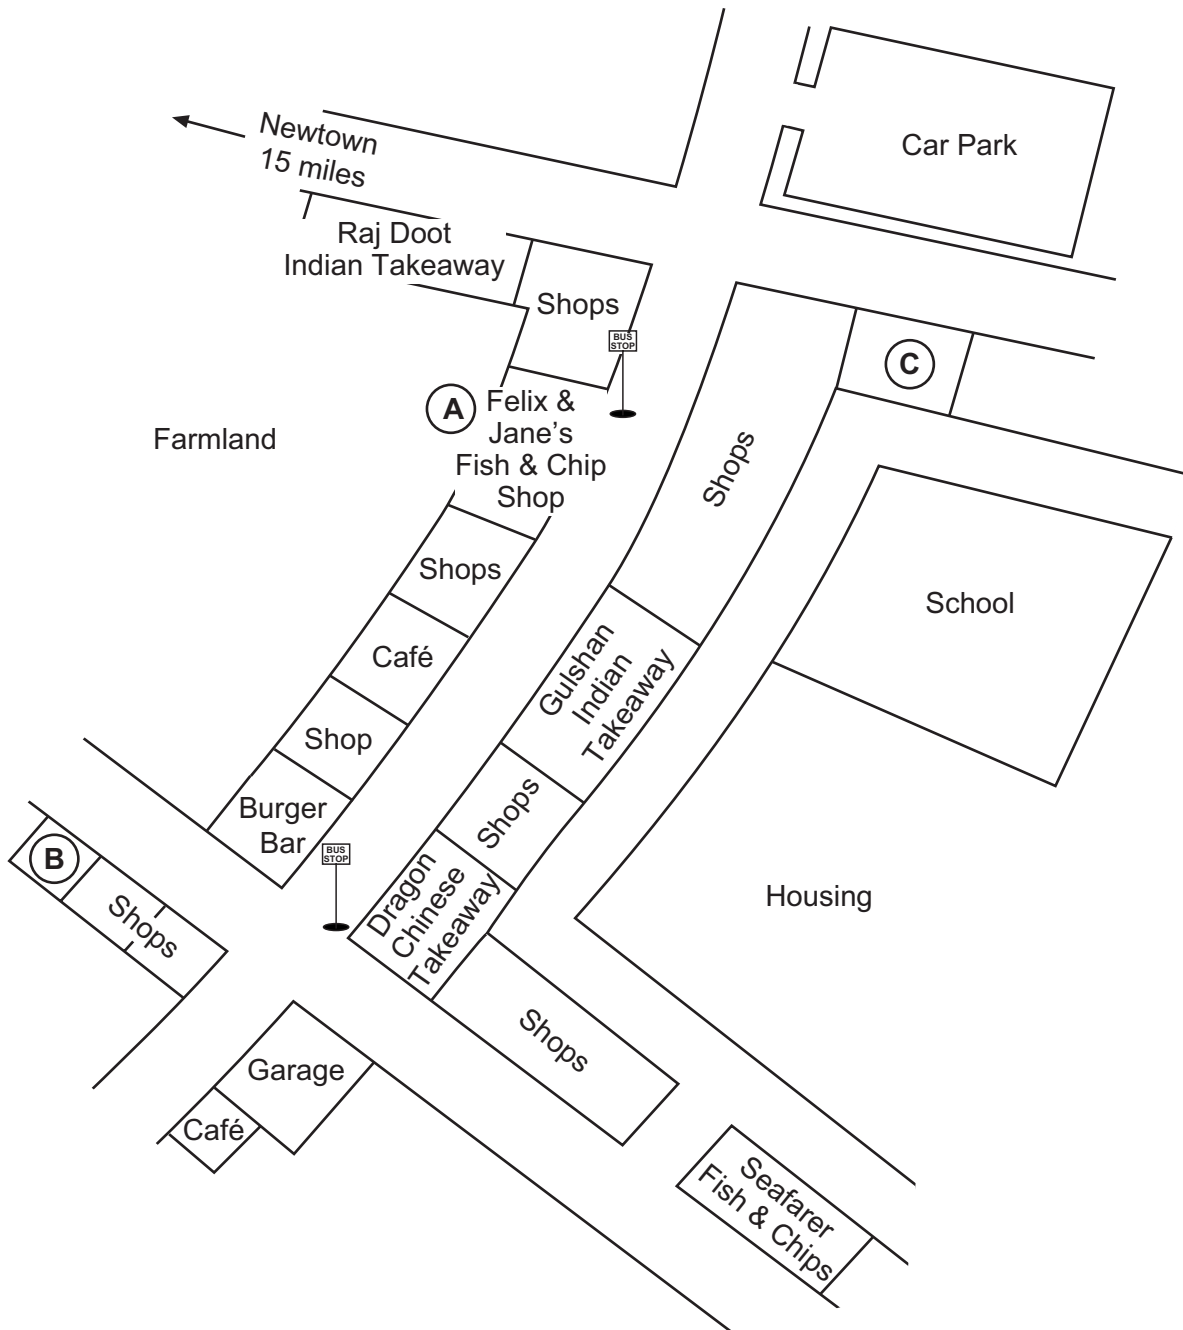 Newtown
15 miles
Car Park
Raj Doot
Indian Takeaway
Shops
BUS
STOP
C
A
Felix &
Jane's
Fish & Chip
Shop
Farmland
Shops
Shops
School
Café
Gulshan
Indian
Takeaway
Shop
Burger
Bar
Shops
BUS
STOP
B
Shops
Dragon
Chinese
Takeaway
Housing
Shops
Garage
Café
Seafarer
Fish & Chips